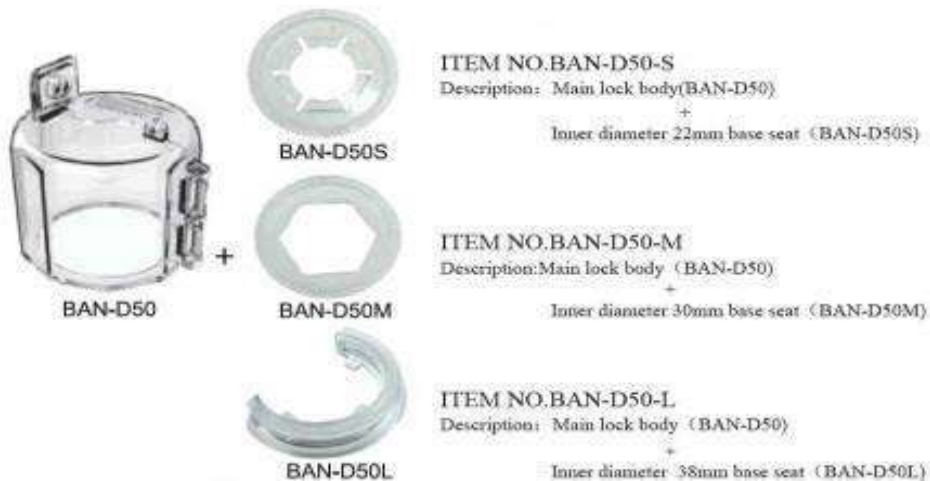 BAN-D50
+
BAN-D50S
BAN-D50M
BAN-D50L
ITEM NO.BAN-D50-S
Description： Main lock body(BAN-D50)
+
Inner diameter 22mm base seat（BAN-D50S)
ITEM NO.BAN-D50-M
Description:Main lock body（BAN-D50)
+
Inner diameter 30mm base seat（BAN-D50M)
ITEM NO.BAN-D50-L
Description： Main lock body（BAN-D50)
+
Inner diameter 38mm base seat（BAN-D50L)